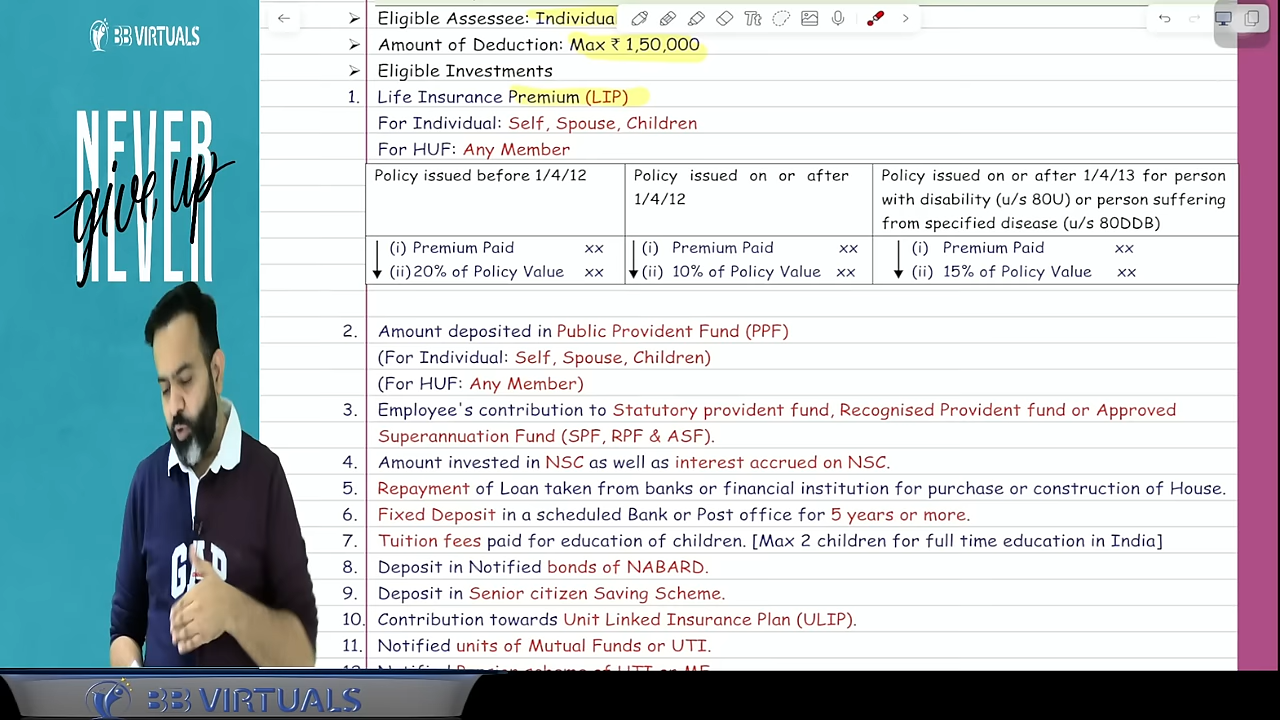 BB VIRTUALS
NEVER
give up
NEVER
GAP
➢ Eligible Assessee: Individua
➢ Amount of Deduction: Max ₹ 1,50,000
➢ Eligible Investments
1. Life Insurance Premium (LIP)
For Individual: Self, Spouse, Children
For HUF: Any Member
Policy issued before 1/4/12
(i) Premium Paid xx
(ii) 20% of Policy Value xx
Policy issued on or after
1/4/12
(i) Premium Paid xx
(ii) 10% of Policy Value xx
Policy issued on or after 1/4/13 for person
with disability (u/s 80U) or person suffering
from specified disease (u/s 80DDB)
(i) Premium Paid xx
(ii) 15% of Policy Value xx
2. Amount deposited in Public Provident Fund (PPF)
(For Individual: Self, Spouse, Children)
(For HUF: Any Member)
3. Employee's contribution to Statutory provident fund, Recognised Provident fund or Approved
Superannuation Fund (SPF, RPF & ASF).
4. Amount invested in NSC as well as interest accrued on NSC.
5. Repayment of Loan taken from banks or financial institution for purchase or construction of House.
6. Fixed Deposit in a scheduled Bank or Post office for 5 years or more.
7. Tuition fees paid for education of children. [Max 2 children for full time education in India]
8. Deposit in Notified bonds of NABARD.
9. Deposit in Senior citizen Saving Scheme.
10. Contribution towards Unit Linked Insurance Plan (ULIP).
11. Notified units of Mutual Funds or UTI.
12. Notified Pension scheme of UTI or MF
BB VIRTUALS